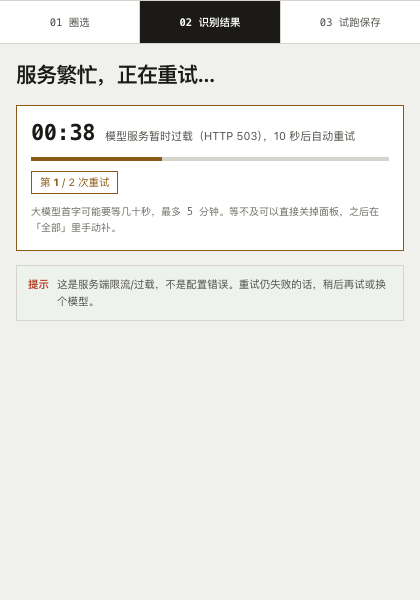 01 圈选
02 识别结果
03 试跑保存
服务繁忙，正在重试…
00:38 模型服务暂时过载（HTTP 503），10 秒后自动重试
第 1 / 2 次重试
大模型首字可能要等几十秒，最多 5 分钟。等不及可以直接关掉面板，之后在
「全部」里手动补。
提示 这是服务端限流/过载，不是配置错误。重试仍失败的话，稍后再试或换
个模型。